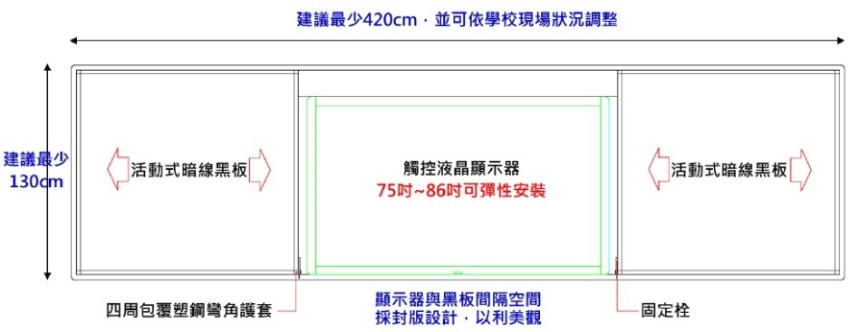 建議最少420cm，並可依學校現場狀況調整
建議最少
130cm
活動式暗線黑板
觸控液晶顯示器
75吋~86吋可彈性安裝
活動式暗線黑板
四周包覆塑鋼彎角護套
顯示器與黑板間隔空間
採封版設計，以利美觀
固定栓